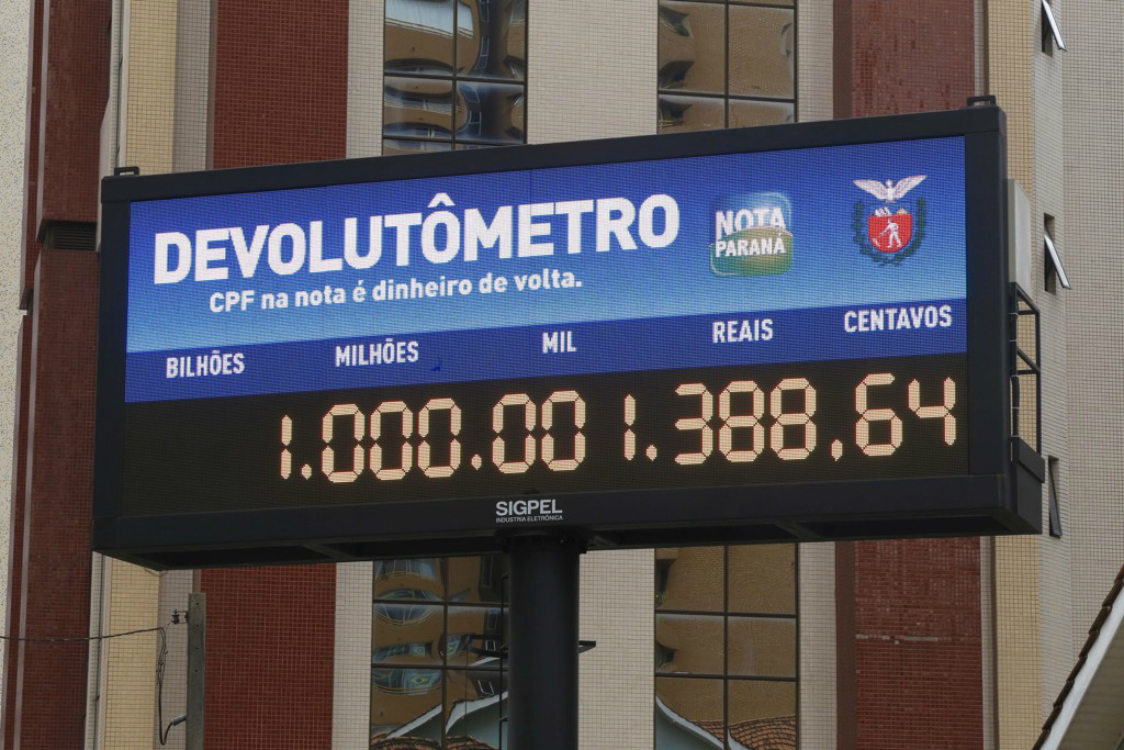 DEVOLUTÔMETRO
CPF na nota é dinheiro de volta.
NOTA
PARANÁ
BILHÕES MILHÕES MIL REAIS CENTAVOS
1.000.001.388,64
SIGPEL
INDUSTRIA ELETRÔNICA